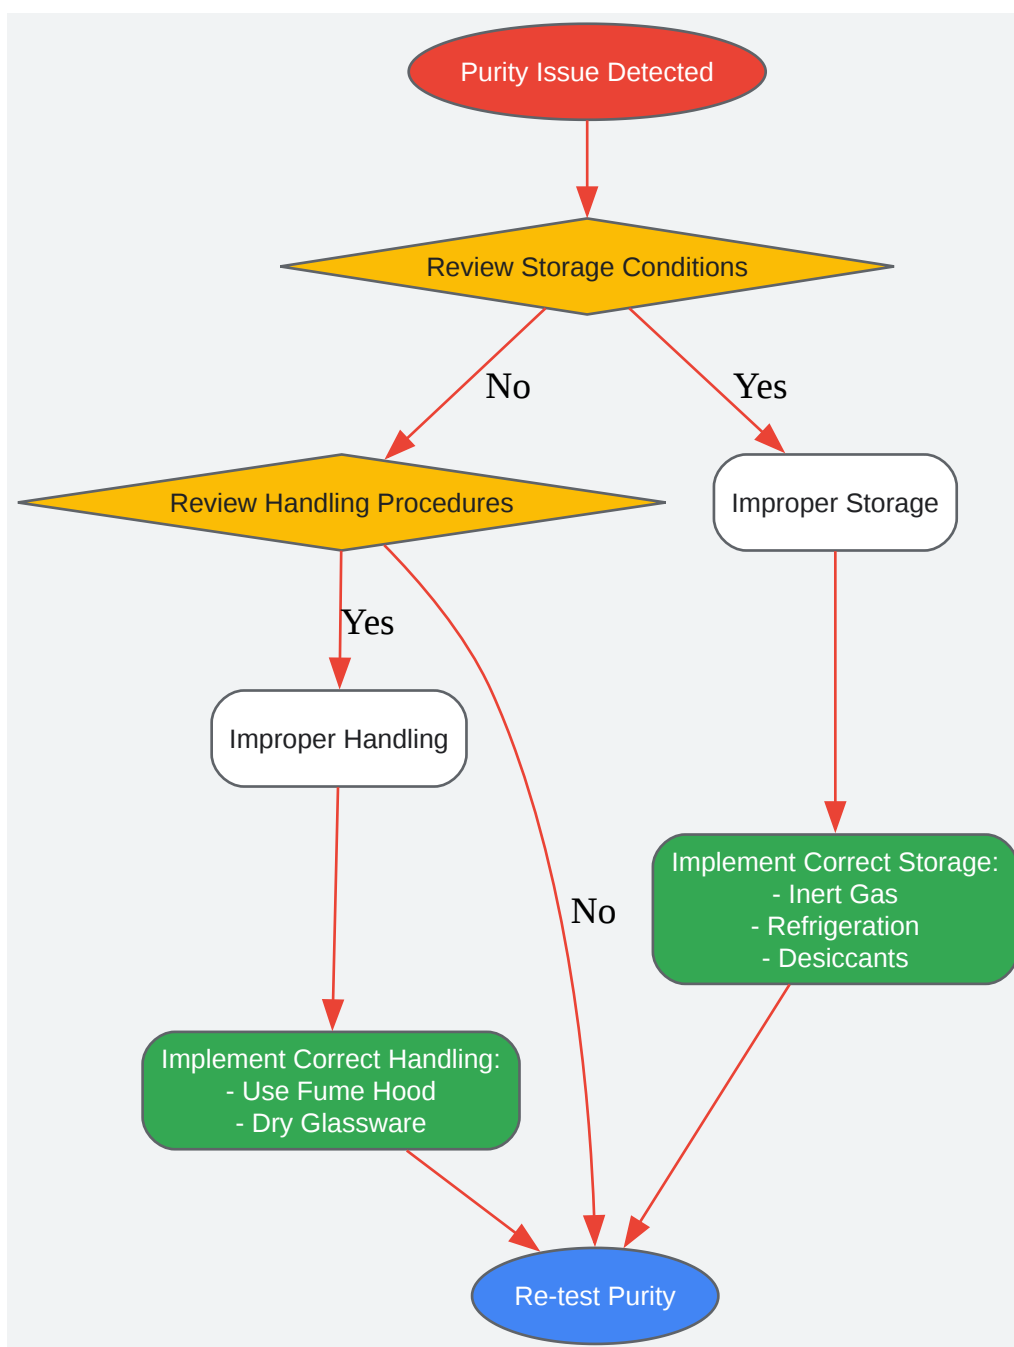 Purity Issue Detected
Review Storage Conditions
No
Yes
Review Handling Procedures
Improper Storage
Yes
Improper Handling
Implement Correct Storage:
- Inert Gas
- Refrigeration
- Desiccants
No
Implement Correct Handling:
- Use Fume Hood
- Dry Glassware
Re-test Purity